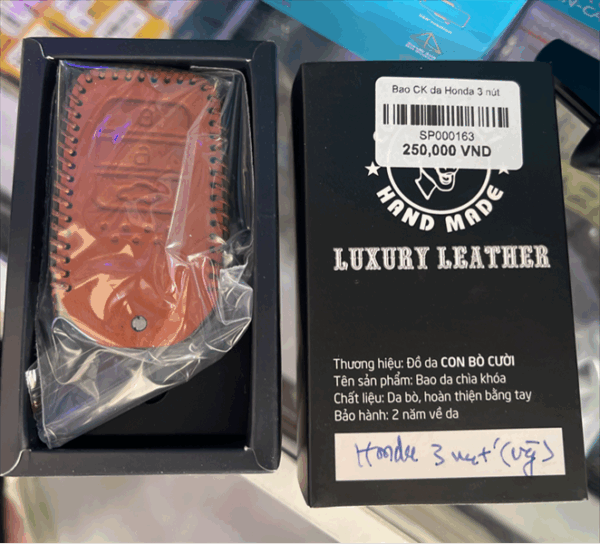 Bao CK da Honda 3 nút
SP000163
250,000 VND
HAND MADE
LUXURY LEATHER
Thương hiệu: Đồ da CON BÒ CƯỜI
Tên sản phẩm: Bao da chìa khóa
Chất liệu: Da bò, hoàn thiện bằng tay
Bảo hành: 2 năm về da
Honda 3 nút